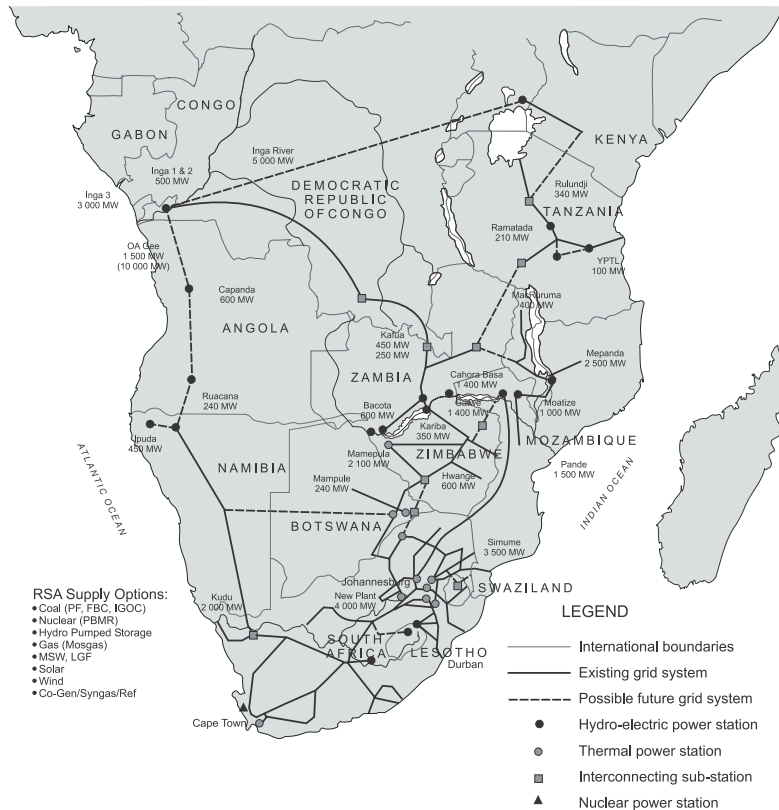 CONGO
GABON
KENYA
Inga River
5 000 MW
Inga 1 & 2
500 MW
Inga 3
3 000 MW
DEMOCRATIC
REPUBLIC
OF CONGO
Rulundji
340 MW
TANZANIA
Ramatada
210 MW
OA Gee
1 500 MW
(10 000 MW)
YPTL
100 MW
Capanda
600 MW
MacRuruma
400 MW
ANGOLA
Kafua
450 MW
250 MW
Mepanda
2 500 MW
ZAMBIA
Cahora Basa
1 400 MW
Ruacana
240 MW
Bacota
600 MW
1 400 MW
Moatize
1 000 MW
Kariba
350 MW
Upuda
450 MW
MOZAMBIQUE
ZIMBABWE
Mamepula
2 100 MW
NAMIBIA
Pande
1 500 MW
ATLANTIC OCEAN
INDIAN OCEAN
Hwange
600 MW
Mampule
240 MW
BOTSWANA
Simume
3 500 MW
Johannesburg
SWAZILAND
New Plant
4 000 MW
Kudu
2 000 MW
SOUTH
AFRICA
LESOTHO
Durban
Cape Town
RSA Supply Options:
• Coal (PF, FBC, IGOC)
• Nuclear (PBMR)
• Hydro Pumped Storage
• Gas (Mosgas)
• MSW, LGF
• Solar
• Wind
• Co-Gen/Syngas/Ref
LEGEND
International boundaries
Existing grid system
Possible future grid system
Hydro-electric power station
Thermal power station
Interconnecting sub-station
Nuclear power station